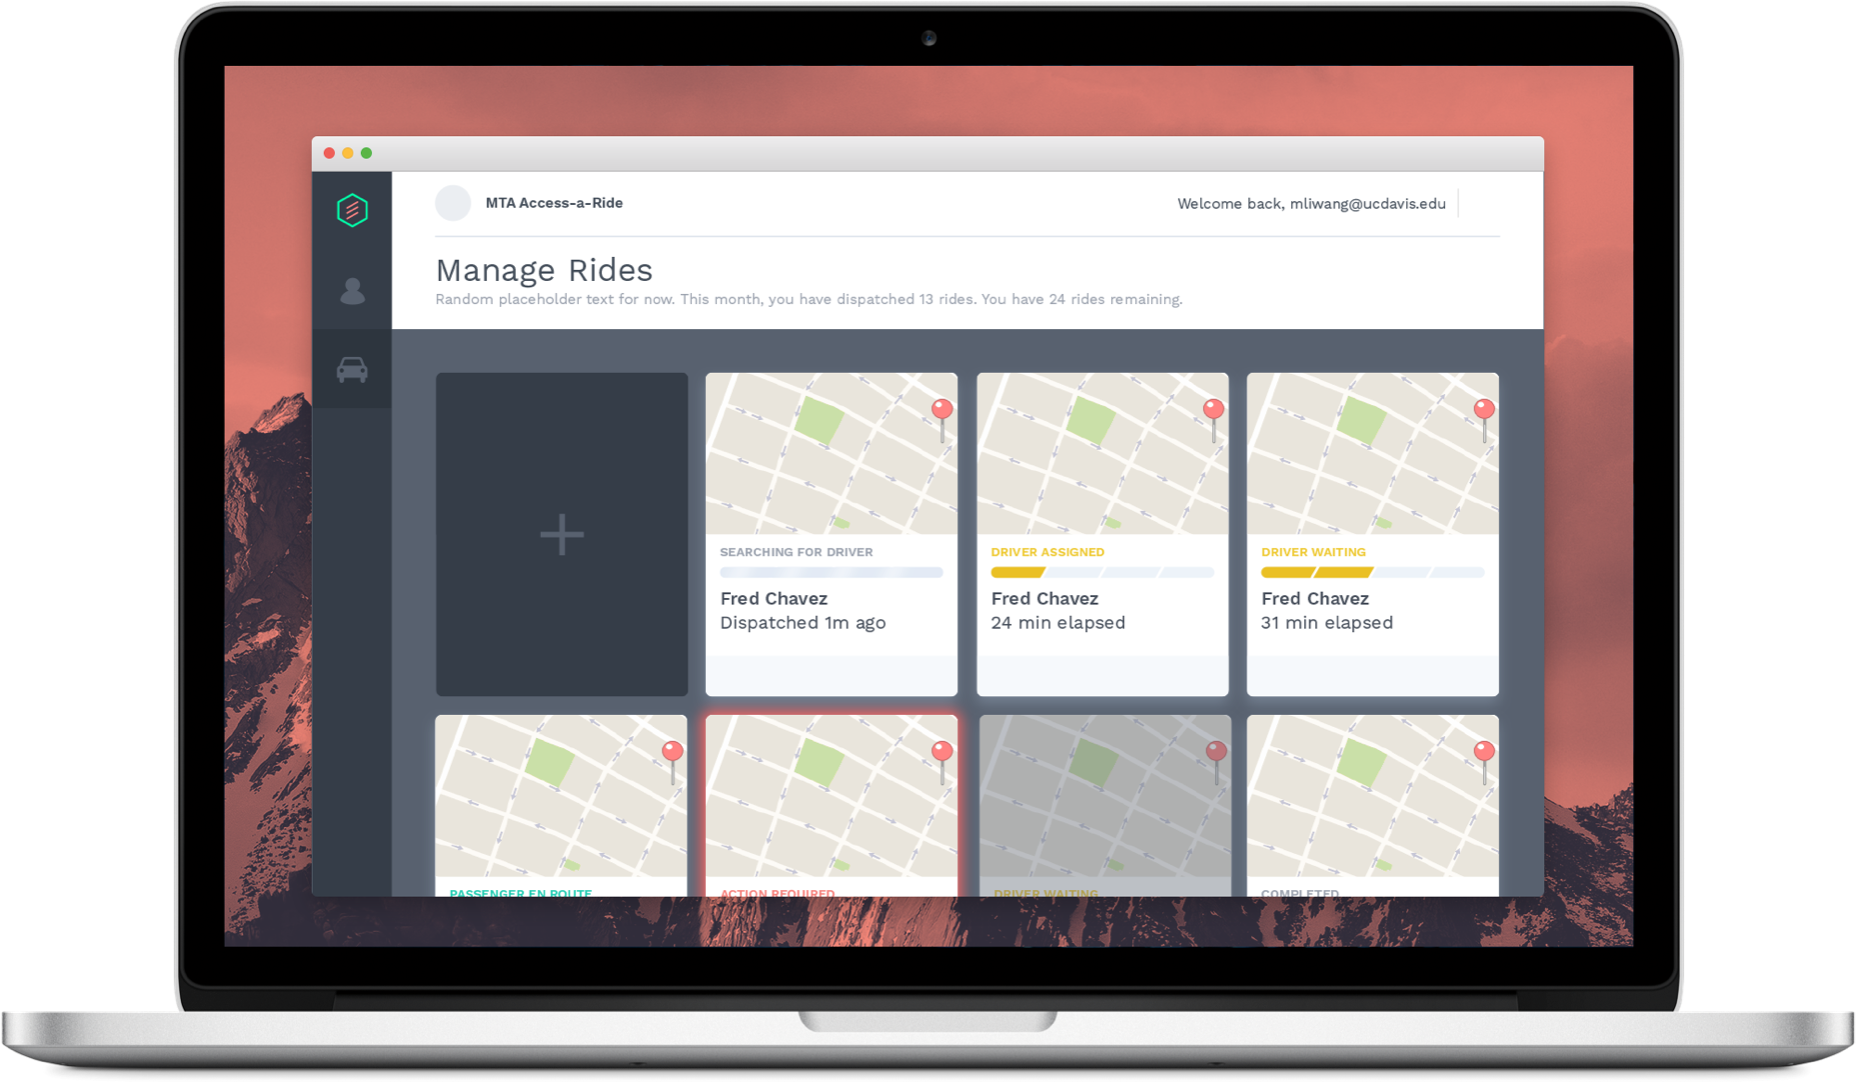 MTA Access-a-Ride
Welcome back, mliwang@ucdavis.edu
Manage Rides
Random placeholder text for now. This month, you have dispatched 13 rides. You have 24 rides remaining.
SEARCHING FOR DRIVER
Fred Chavez
Dispatched 1m ago
DRIVER ASSIGNED
Fred Chavez
24 min elapsed
DRIVER WAITING
Fred Chavez
31 min elapsed
PASSENGER EN ROUTE
ACTION REQUIRED
DRIVER WAITING
COMPLETED